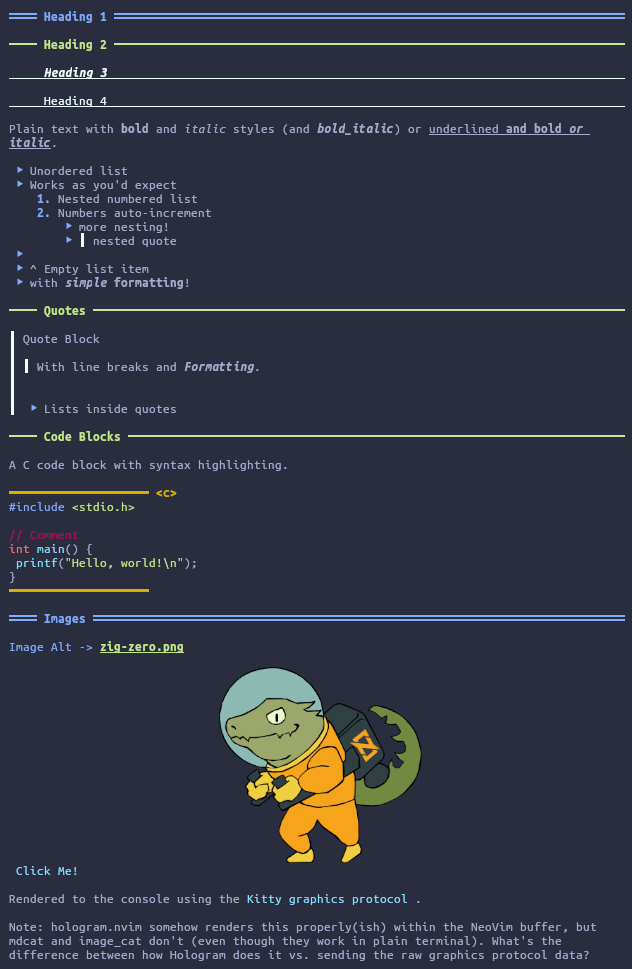 Heading 1
Heading 2
Heading 3
Heading 4
Plain text with bold and italic styles (and bold_italic) or underlined and bold or
italic.
Unordered list
Works as you'd expect
1. Nested numbered list
2. Numbers auto-increment
more nesting!
nested quote
^ Empty list item
with simple formatting!
Quotes
Quote Block
With line breaks and Formatting.
Lists inside quotes
Code Blocks
A C code block with syntax highlighting.
<c>
#include <stdio.h>
// Comment
int main() {
printf("Hello, world!\n");
}
Images
Image Alt -> zig-zero.png
Click Me!
Rendered to the console using the Kitty graphics protocol .
Note: hologram.nvim somehow renders this properly(ish) within the NeoVim buffer, but
mdcat and image_cat don't (even though they work in plain terminal). What's the
difference between how Hologram does it vs. sending the raw graphics protocol data?